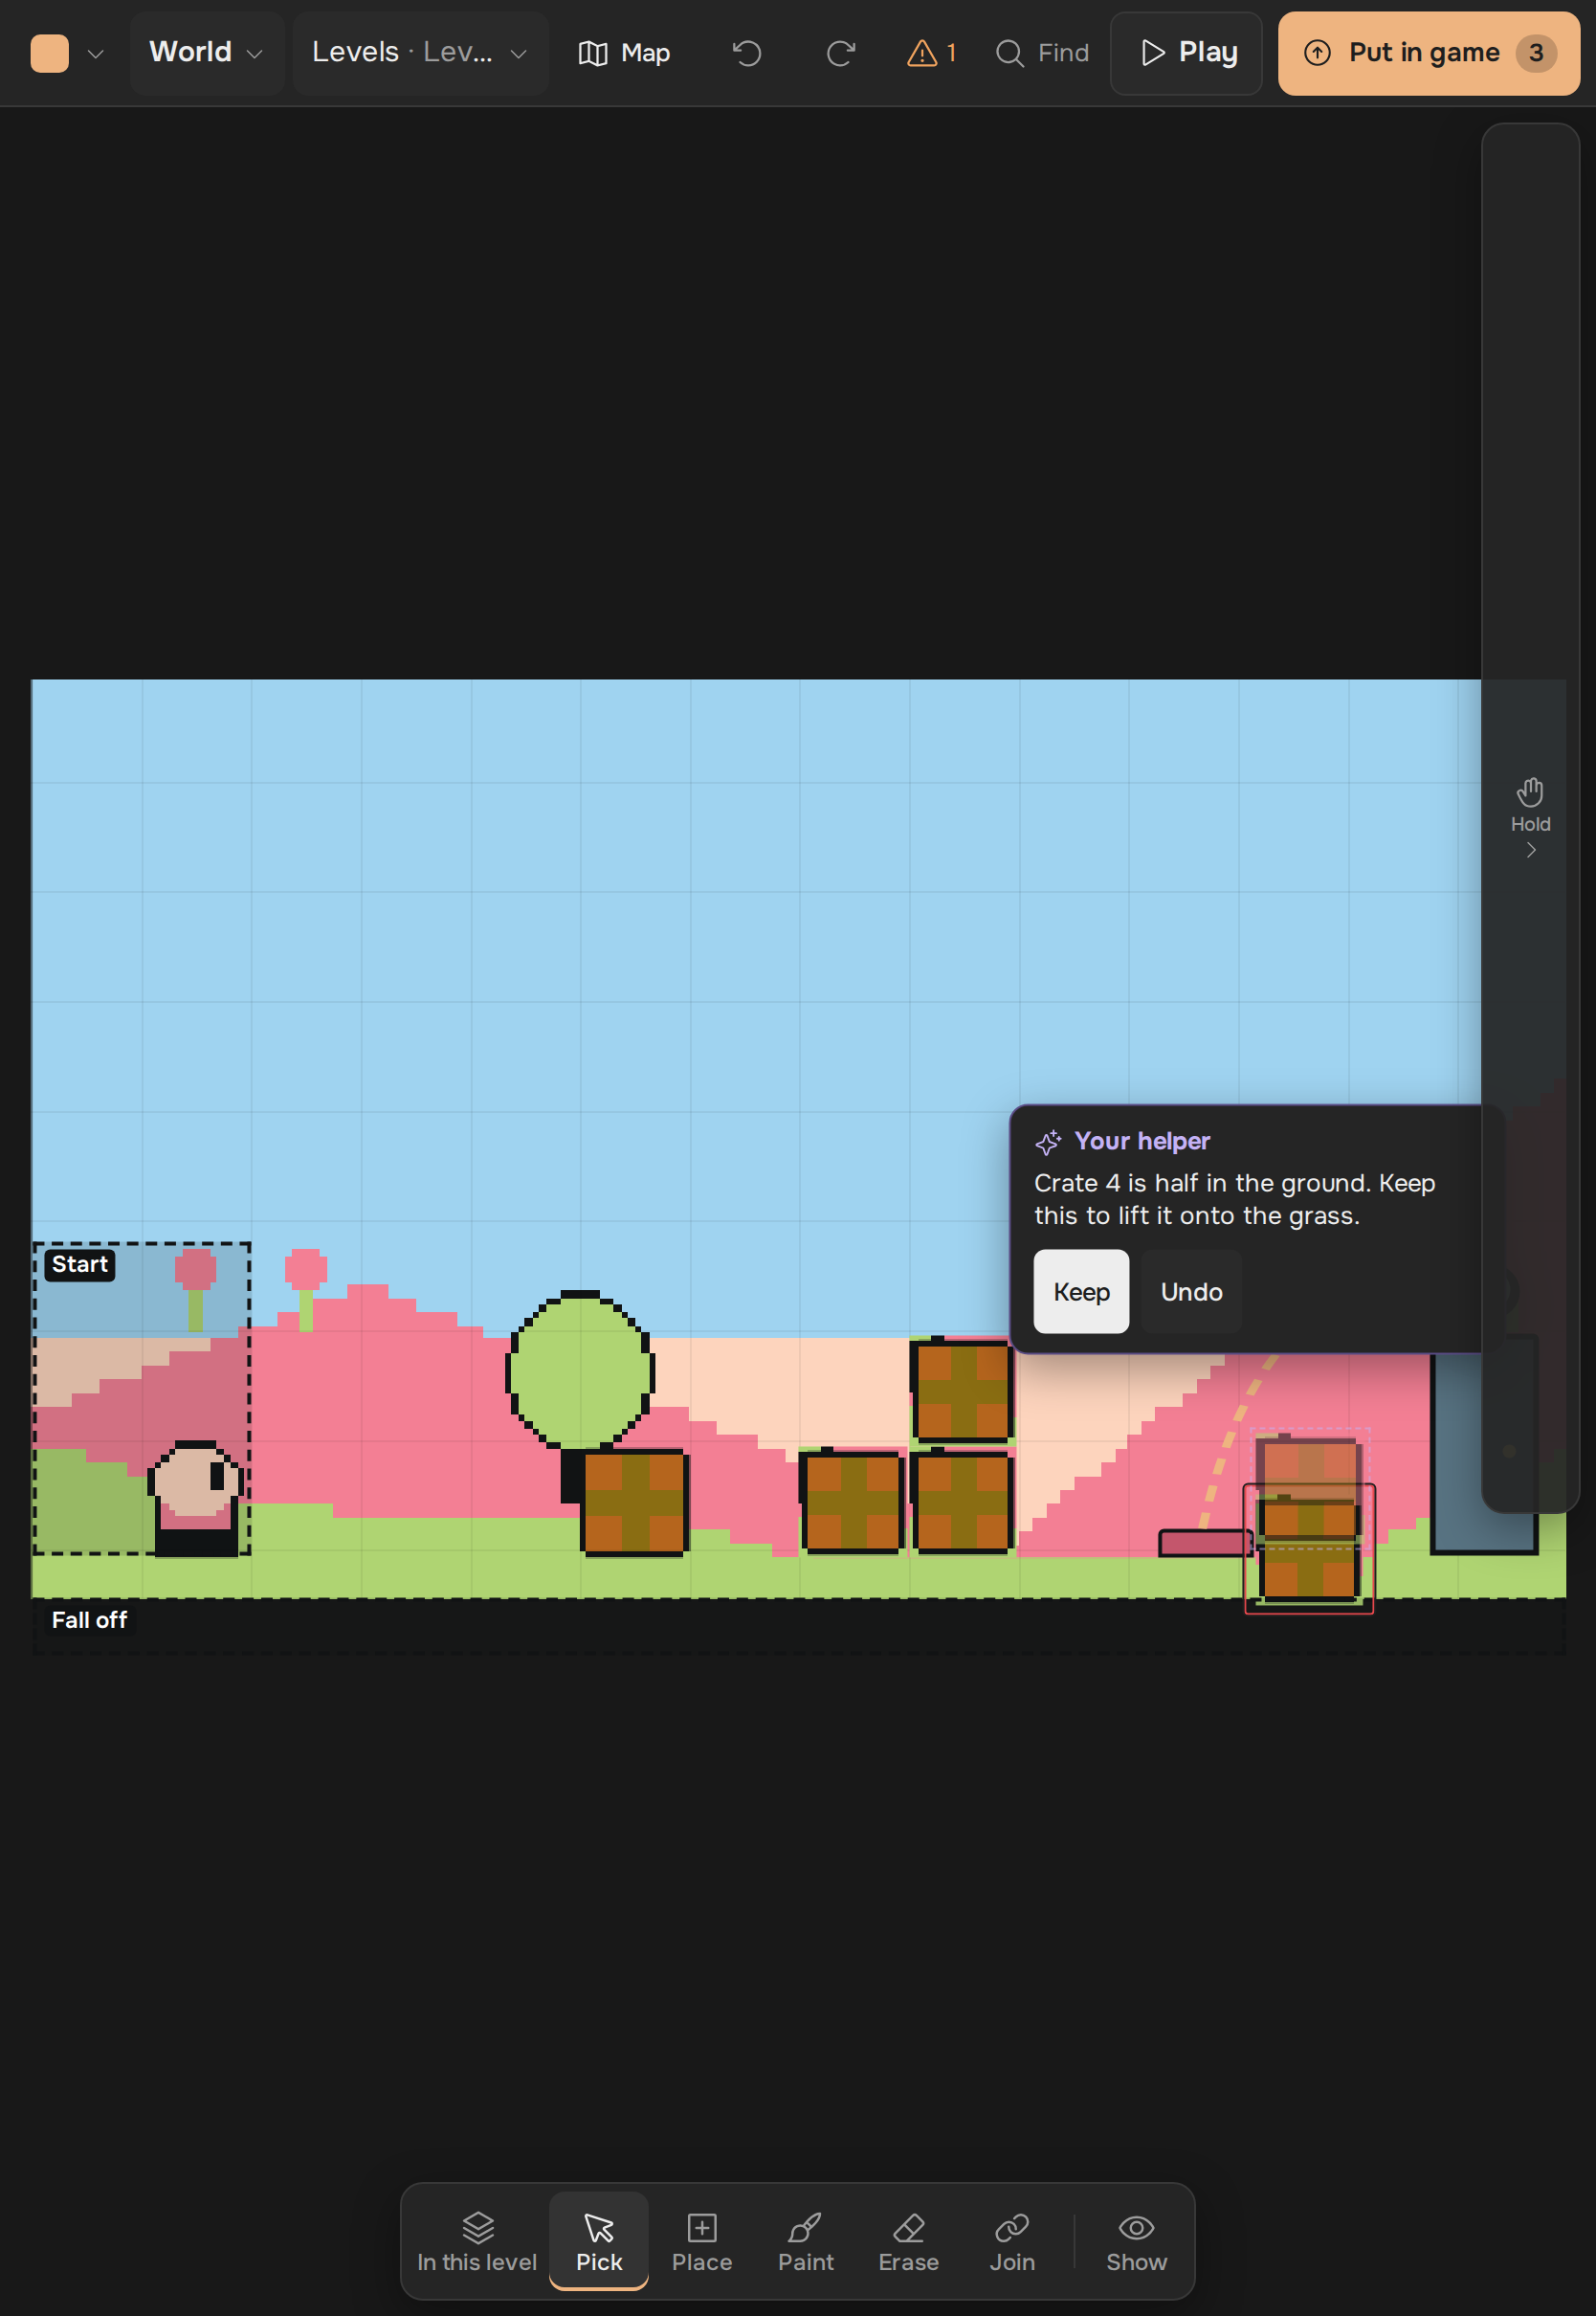 World
Levels · Lev...
Map
1
Find
Play
Put in game 3
Hold
Your helper
Crate 4 is half in the ground. Keep
this to lift it onto the grass.
Keep
Undo
Start
Fall off
In this level
Pick
Place
Paint
Erase
Join
Show